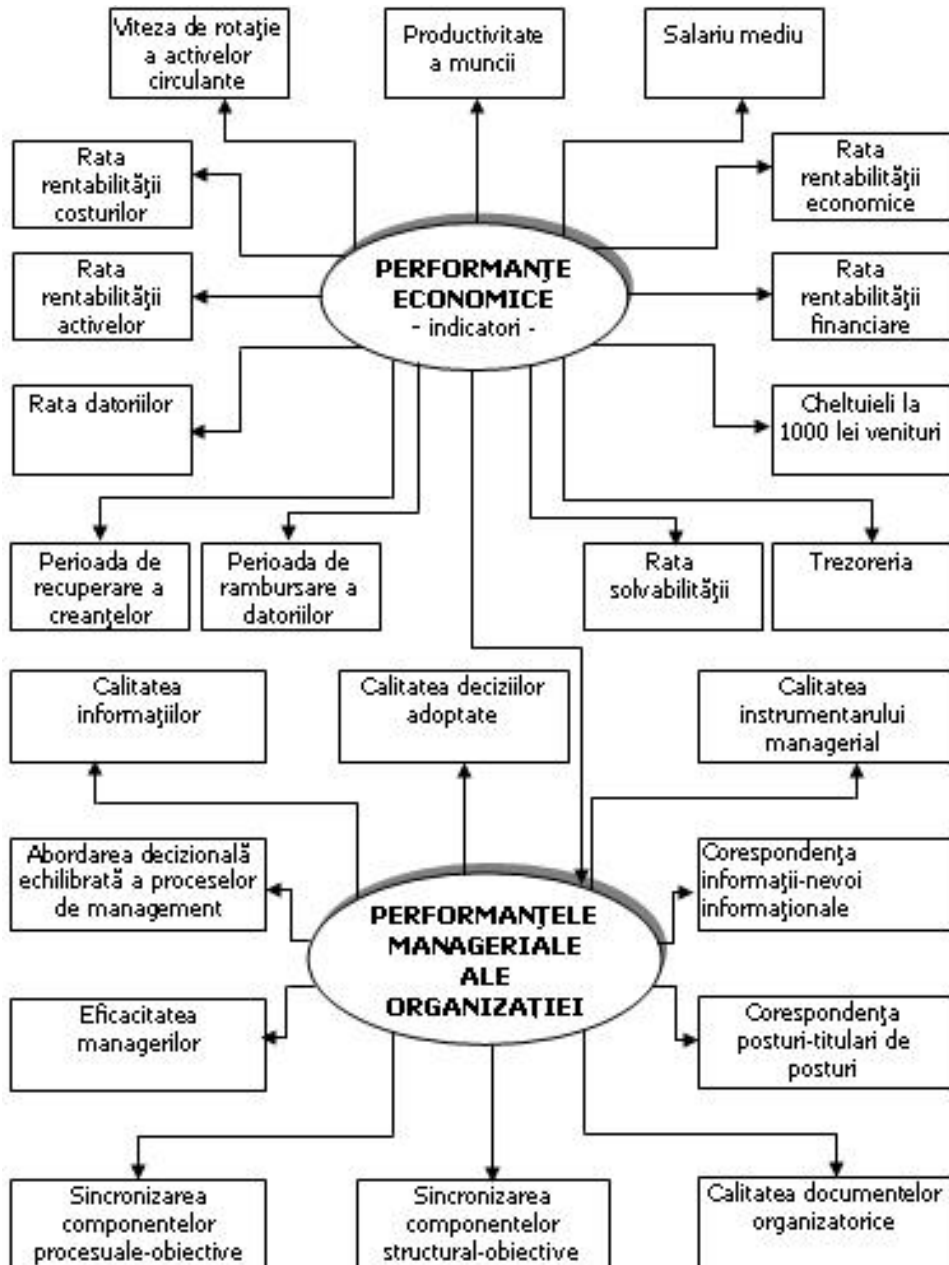 Viteza de rotaţie
a activelor
circulante
Productivitate
a muncii
Salariu mediu
Rata
rentabilităţii
costurilor
Rata
rentabilităţii
economice
PERFORMANŢE
ECONOMICE
- indicatori -
Rata
rentabilităţii
activelor
Rata
rentabilităţii
financiare
Rata datoriilor
Cheltuieli la
1000 lei venituri
Perioada de
recuperare a
creanţelor
Perioada de
rambursare a
datoriilor
Rata
solvabilităţii
Trezoreria
Calitatea
informaţiilor
Calitatea deciziilor
adoptate
Calitatea
instrumentarului
managerial
Abordarea decizională
echilibrată a proceselor
de management
Corespondenţa
informaţii-nevoi
informaţionale
PERFORMANŢELE
MANAGERIALE
ALE
ORGANIZAŢIEI
Eficacitatea
managerilor
Corespondenţa
posturi-titulari de
posturi
Sincronizarea
componentelor
procesuale-obiective
Sincronizarea
componentelor
structural-obiective
Calitatea documentelor
organizatorice